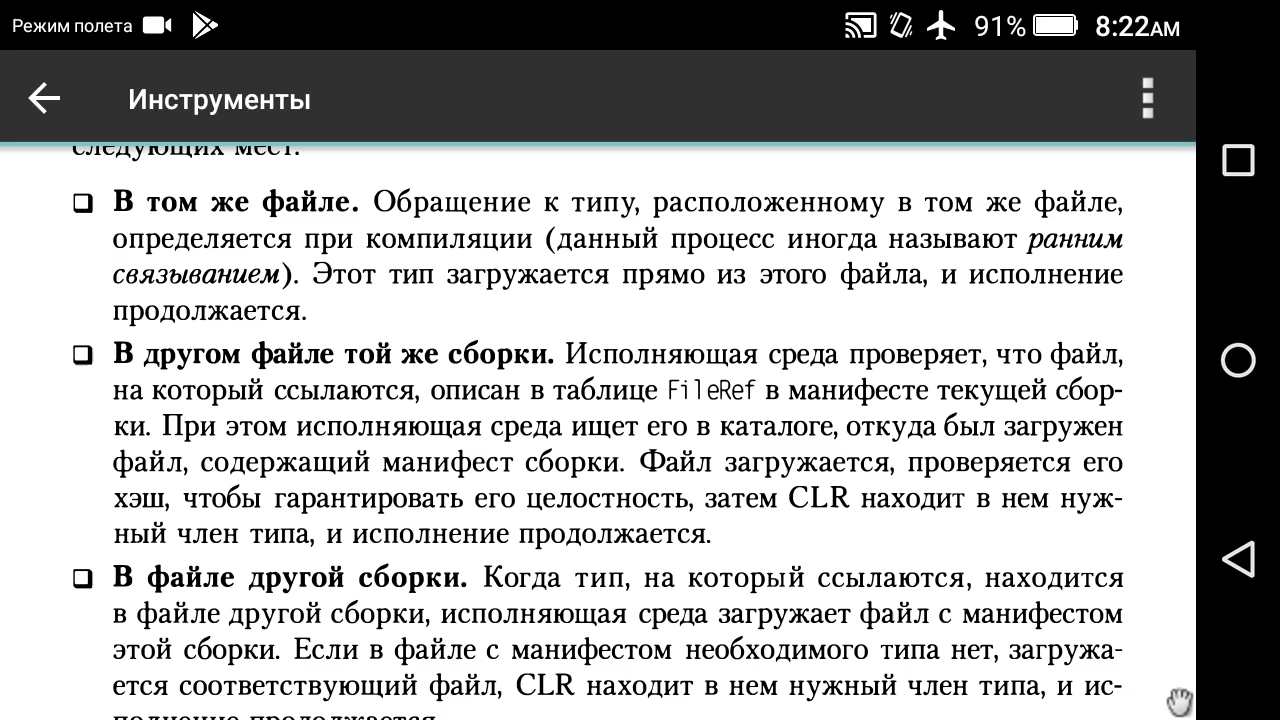 Режим полета
91% 8:22AM
Инструменты
следующих мест.
❑ В том же файле. Обращение к типу, расположенному в том же файле,
определяется при компиляции (данный процесс иногда называют ранним
связыванием). Этот тип загружается прямо из этого файла, и исполнение
продолжается.
❑ В другом файле той же сборки. Исполняющая среда проверяет, что файл,
на который ссылаются, описан в таблице FileRef в манифесте текущей сбор-
ки. При этом исполняющая среда ищет его в каталоге, откуда был загружен
файл, содержащий манифест сборки. Файл загружается, проверяется его
хэш, чтобы гарантировать его целостность, затем CLR находит в нем нуж-
ный член типа, и исполнение продолжается.
❑ В файле другой сборки. Когда тип, на который ссылаются, находится
в файле другой сборки, исполняющая среда загружает файл с манифестом
этой сборки. Если в файле с манифестом необходимого типа нет, загружа-
ется соответствующий файл, CLR находит в нем нужный член типа, и ис-
полнение продолжается.